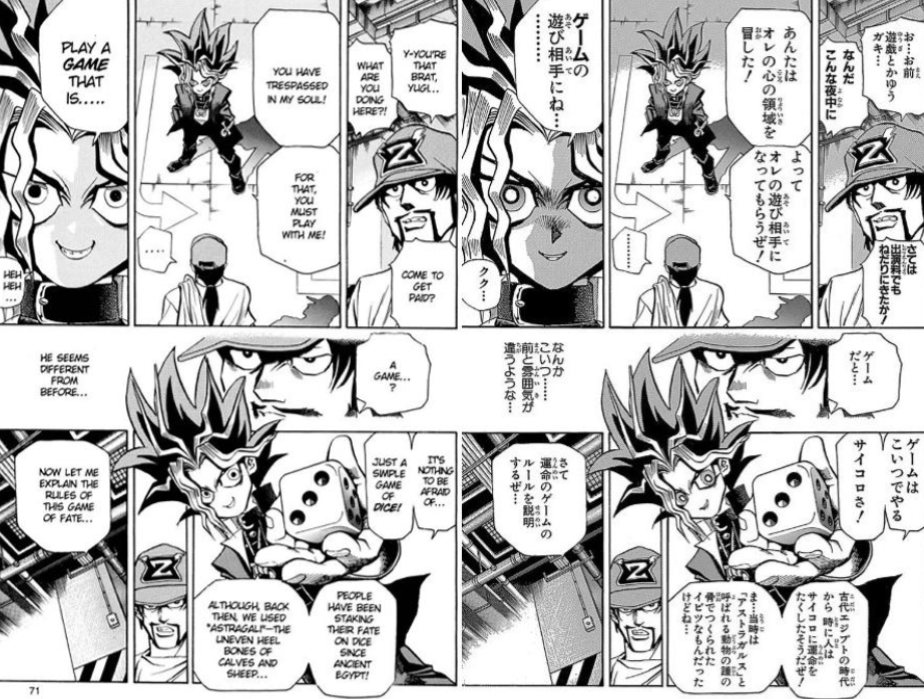 Y-YOU'RE
THAT
BRAT,
YUGI...
WHAT
ARE
YOU
DOING
HERE?!
COME TO
GET
PAID?
YOU HAVE
TRESPASSED
IN MY SOUL!
FOR
THAT,
YOU
MUST
PLAY
WITH ME!
.....
PLAY A
GAME
THAT
IS.....
HEH
HEH
...
A
GAME...
?
HE SEEMS
DIFFERENT
FROM
BEFORE...
IT'S
NOTHING
TO BE
AFRAID
OF...
JUST A
SIMPLE
GAME OF
DICE!
PEOPLE
HAVE BEEN
STAKING
THEIR FATE
ON DICE
SINCE
ANCIENT
EGYPT!
ALTHOUGH, BACK
THEN, WE USED
"ASTRAGALI"—THE
UNEVEN HEEL
BONES OF
CALVES AND
SHEEP...
Z
Z
NOW LET ME
EXPLAIN THE
RULES OF
THIS GAME
OF FATE...
71
お…お前
遊戯とかゆう
ガキ…
なんだ
こんな夜中に
さては
出演料でも
ねだりにきたか!
あんたは
オレの心の領域を
冒した!
よって
オレの遊び相手に
なってもらうぜ!
………
ゲームの
遊び相手にね…
………
クク…
ゲーム
だと…
なんか
こいつ…
前と雰囲気が
違うような…
ゲームは
こいつでやる
サイコロさ!
古代エジプトの時代
から 時に人は
サイコロに運命を
たくしたそうだぜ!
ま…当時は
「アストラガルス」と
呼ばれる動物の踵の
骨でつくられた
イビツなもんだった
けどね…
Z
Z
さて
運命のゲームの
ルールを説明
するぜ…